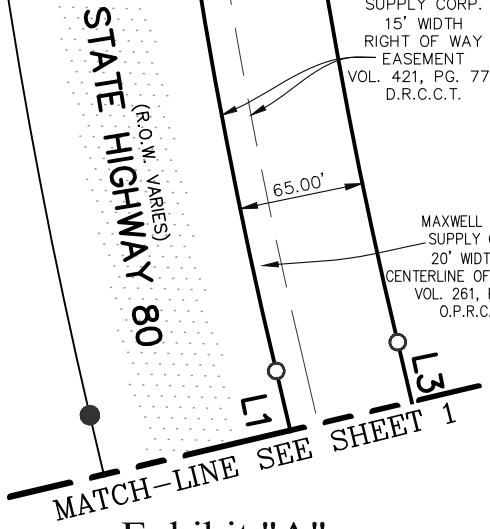 SUPPLY CORP.
15' WIDTH
RIGHT OF WAY
EASEMENT
VOL. 421, PG. 77
D.R.C.C.T.
STATE HIGHWAY 80
(R.O.W. VARIES)
65.00'
MAXWELL
SUPPLY
20' WIDT
CENTERLINE OF
VOL. 261,
O.P.R.C.
L1
L3
MATCH-LINE SEE SHEET 1
Exhibit "A"